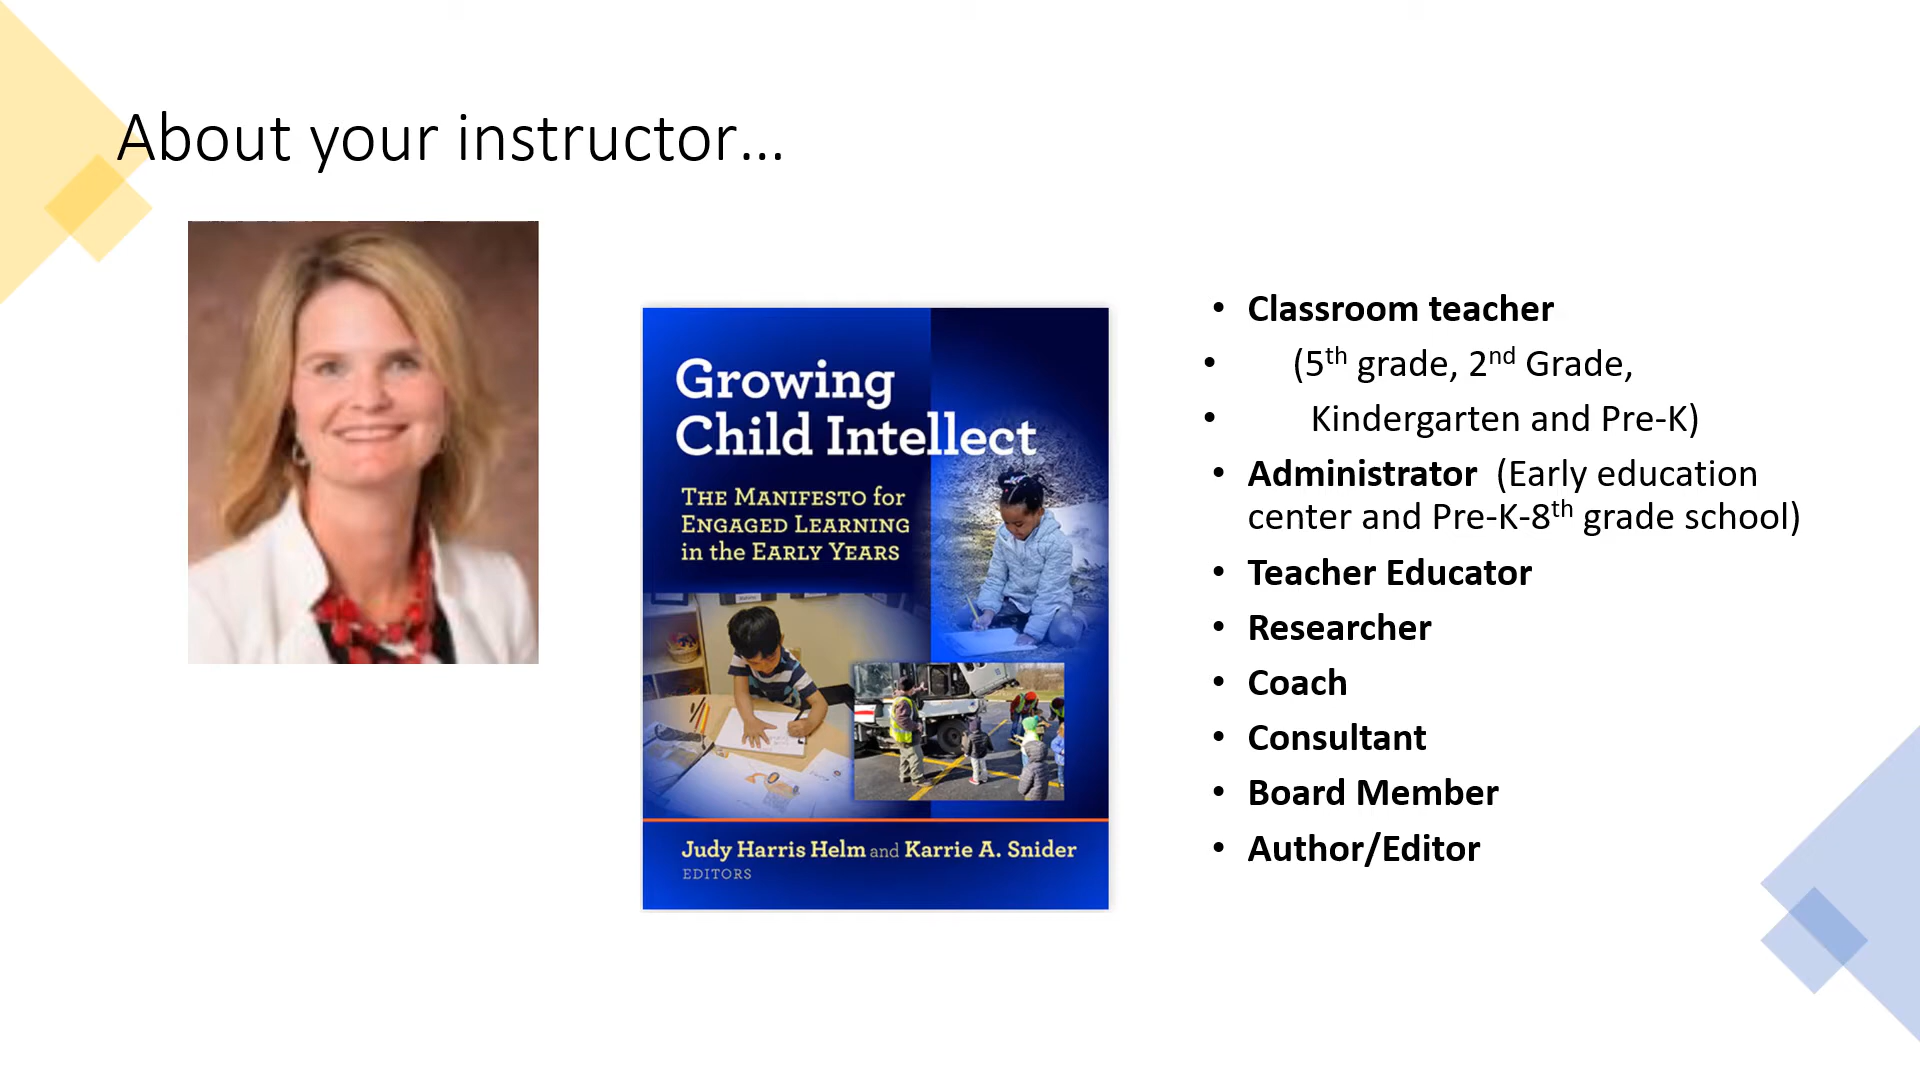 About your instructor...
Growing
Child Intellect
THE MANIFESTO for
ENGAGED LEARNING
in the EARLY YEARS
Judy Harris Helm and Karrie A. Snider
EDITORS
• Classroom teacher
• (5th grade, 2nd Grade,
• Kindergarten and Pre-K)
• Administrator (Early education
center and Pre-K-8th grade school)
• Teacher Educator
• Researcher
• Coach
• Consultant
• Board Member
• Author/Editor